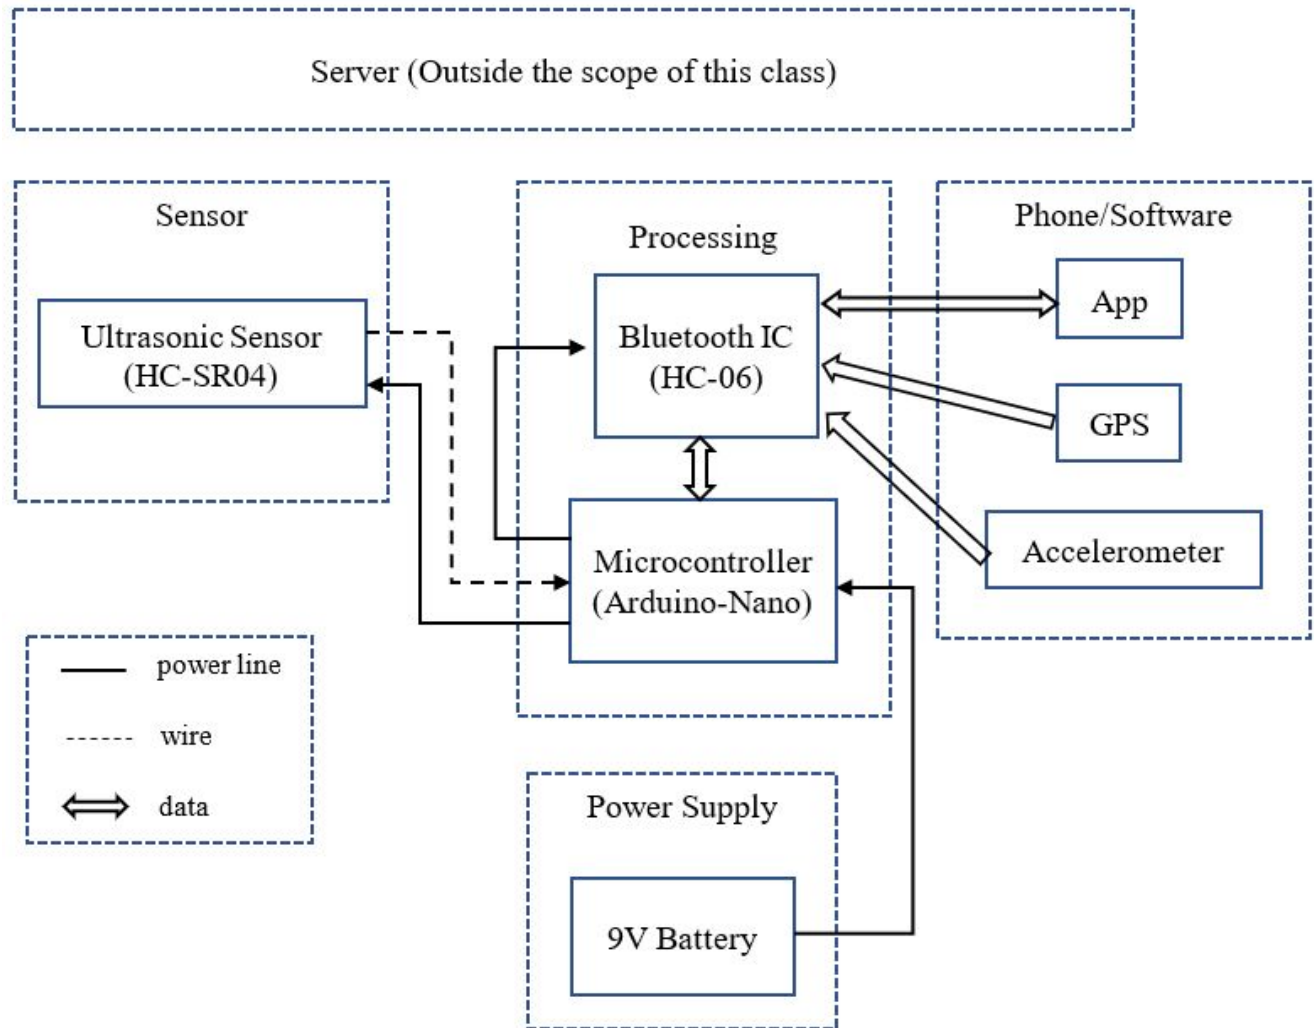 Server (Outside the scope of this class)
Sensor
Ultrasonic Sensor
(HC-SR04)
Processing
Bluetooth IC
(HC-06)
Microcontroller
(Arduino-Nano)
Phone/Software
App
GPS
Accelerometer
power line
wire
data
Power Supply
9V Battery